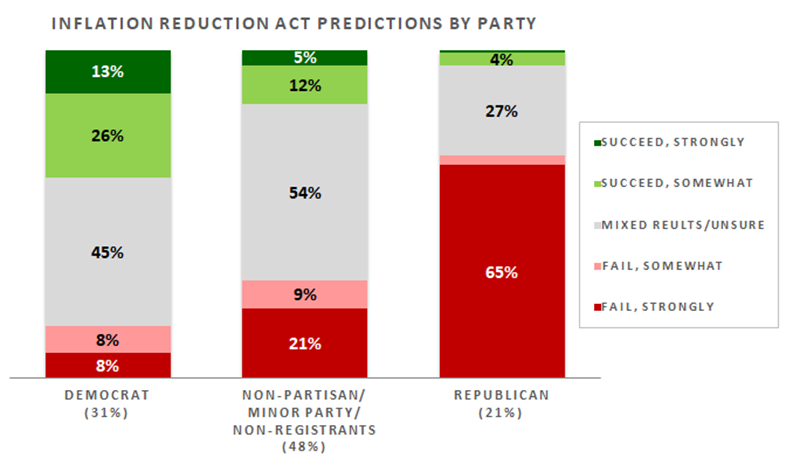 INFLATION REDUCTION ACT PREDICTIONS BY PARTY
13%
26%
45%
8%
8%
5%
12%
54%
9%
21%
4%
27%
65%
SUCCEED, STRONGLY
SUCCEED, SOMEWHAT
MIXED REULTS/UNSURE
FAIL, SOMEWHAT
FAIL, STRONGLY
DEMOCRAT
(31%)
NON-PARTISAN/
MINOR PARTY/
NON-REGISTRANTS
(48%)
REPUBLICAN
(21%)